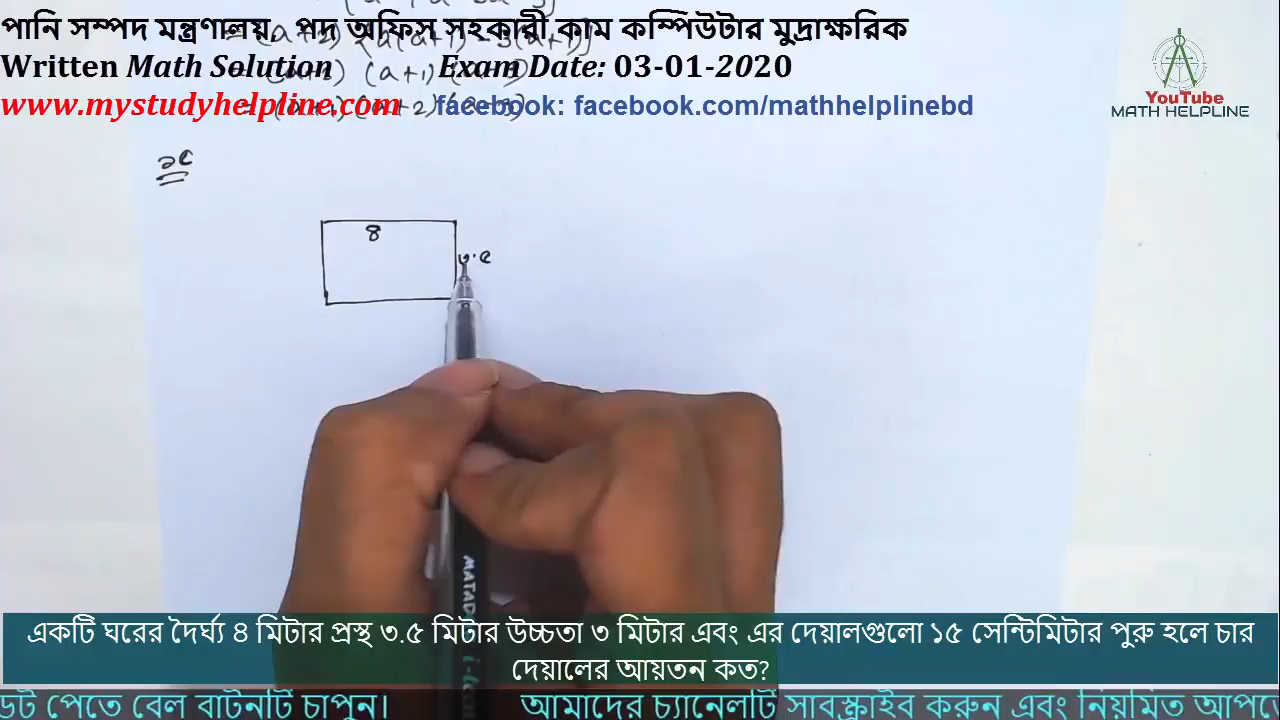 পানি সম্পদ মন্ত্রণালয়, পদ অফিস সহকারী কাম কম্পিউটার মুদ্রাক্ষরিক
Written Math Solution Exam Date: 03-01-2020
www.mystudyhelpline.com facebook: facebook.com/mathhelplinebd
YouTube
MATH HELPLINE
২৫
৪
৩.৫
একটি ঘরের দৈর্ঘ্য ৪ মিটার প্রস্থ ৩.৫ মিটার উচ্চতা ৩ মিটার এবং এর দেয়ালগুলো ১৫ সেন্টিমিটার পুরু হলে চার
দেয়ালের আয়তন কত?
পেতে বেল বাটনটি চাপুন। আমাদের চ্যানেলটি সাবস্ক্রাইব করুন এবং নিয়মিত